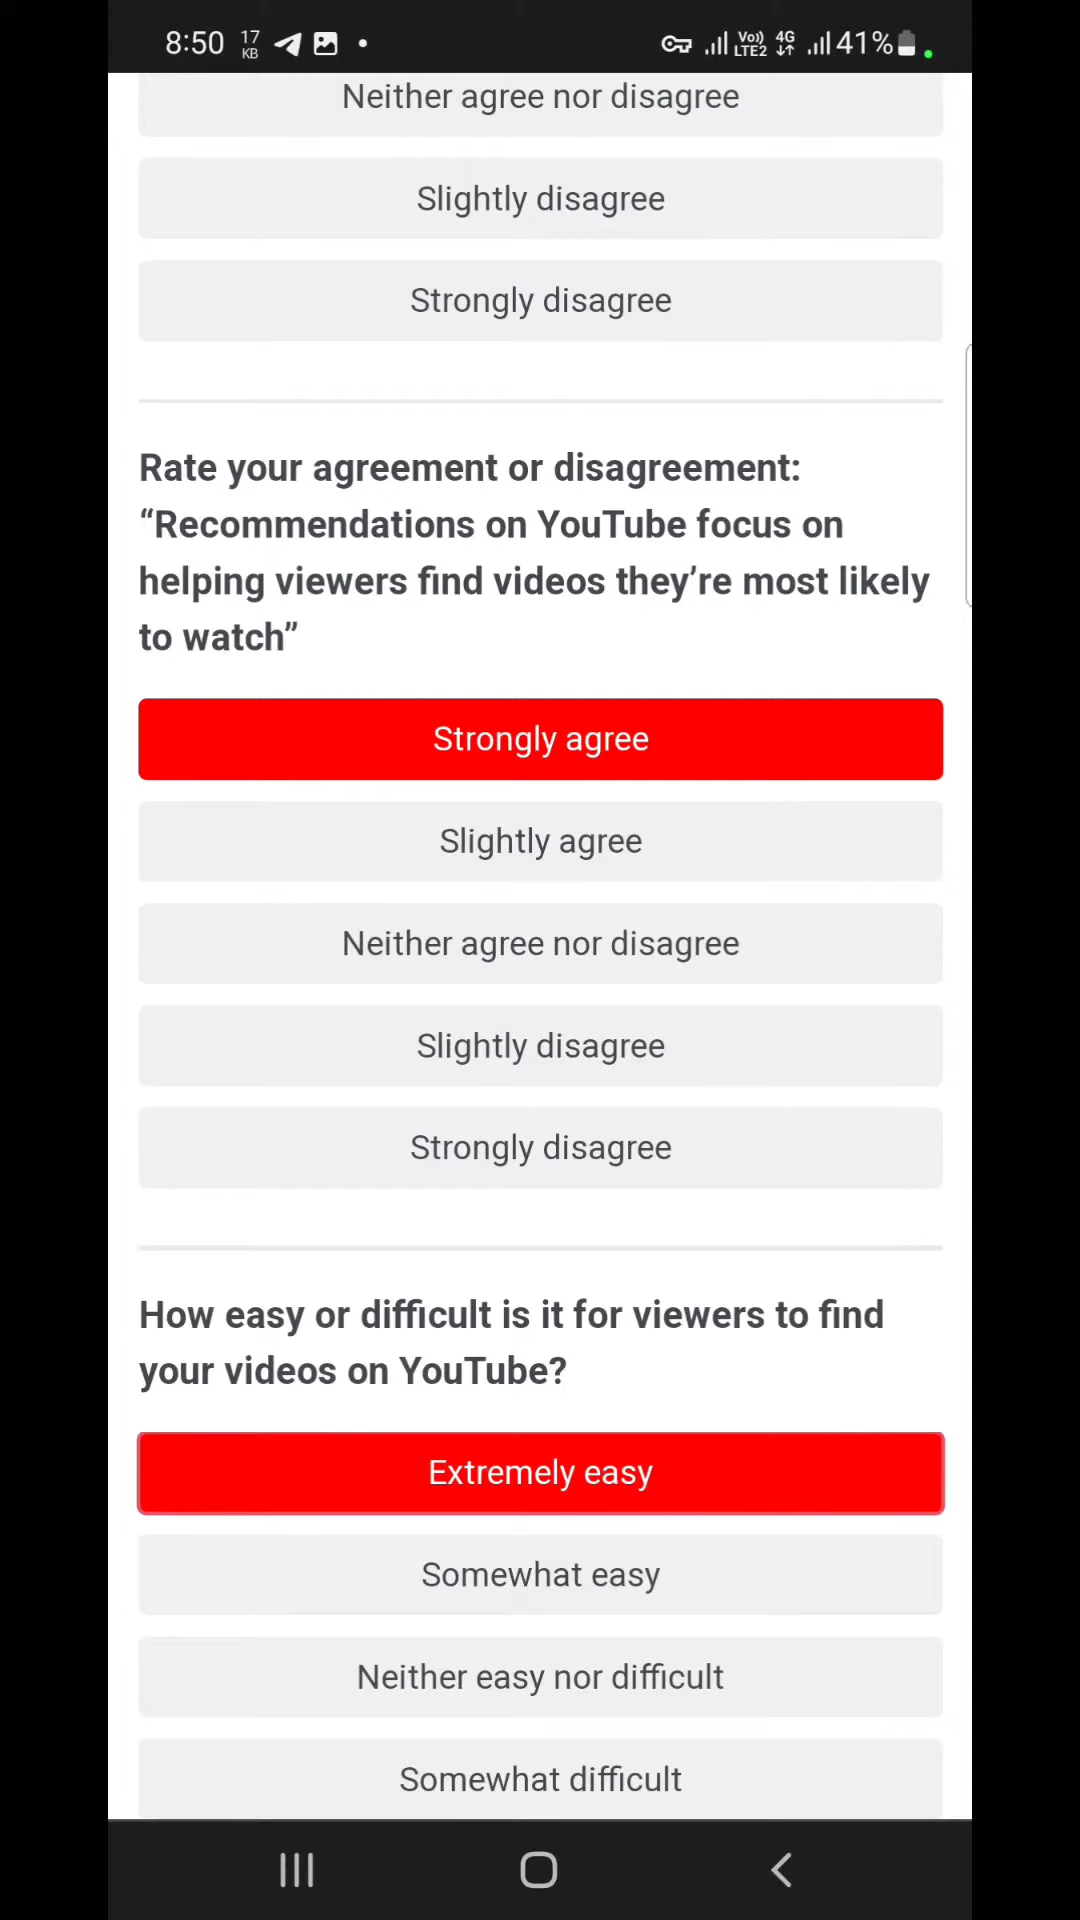 8:50 17 KB Vo)) LTE2 4G 41%
Neither agree nor disagree
Slightly disagree
Strongly disagree
Rate your agreement or disagreement:
“Recommendations on YouTube focus on
helping viewers find videos they’re most likely
to watch”
Strongly agree
Slightly agree
Neither agree nor disagree
Slightly disagree
Strongly disagree
How easy or difficult is it for viewers to find
your videos on YouTube?
Extremely easy
Somewhat easy
Neither easy nor difficult
Somewhat difficult